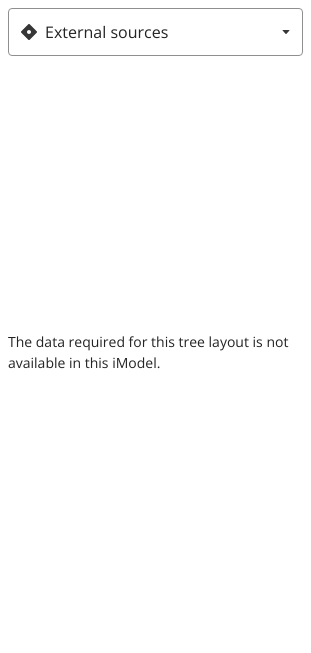 External sources
The data required for this tree layout is not
available in this iModel.